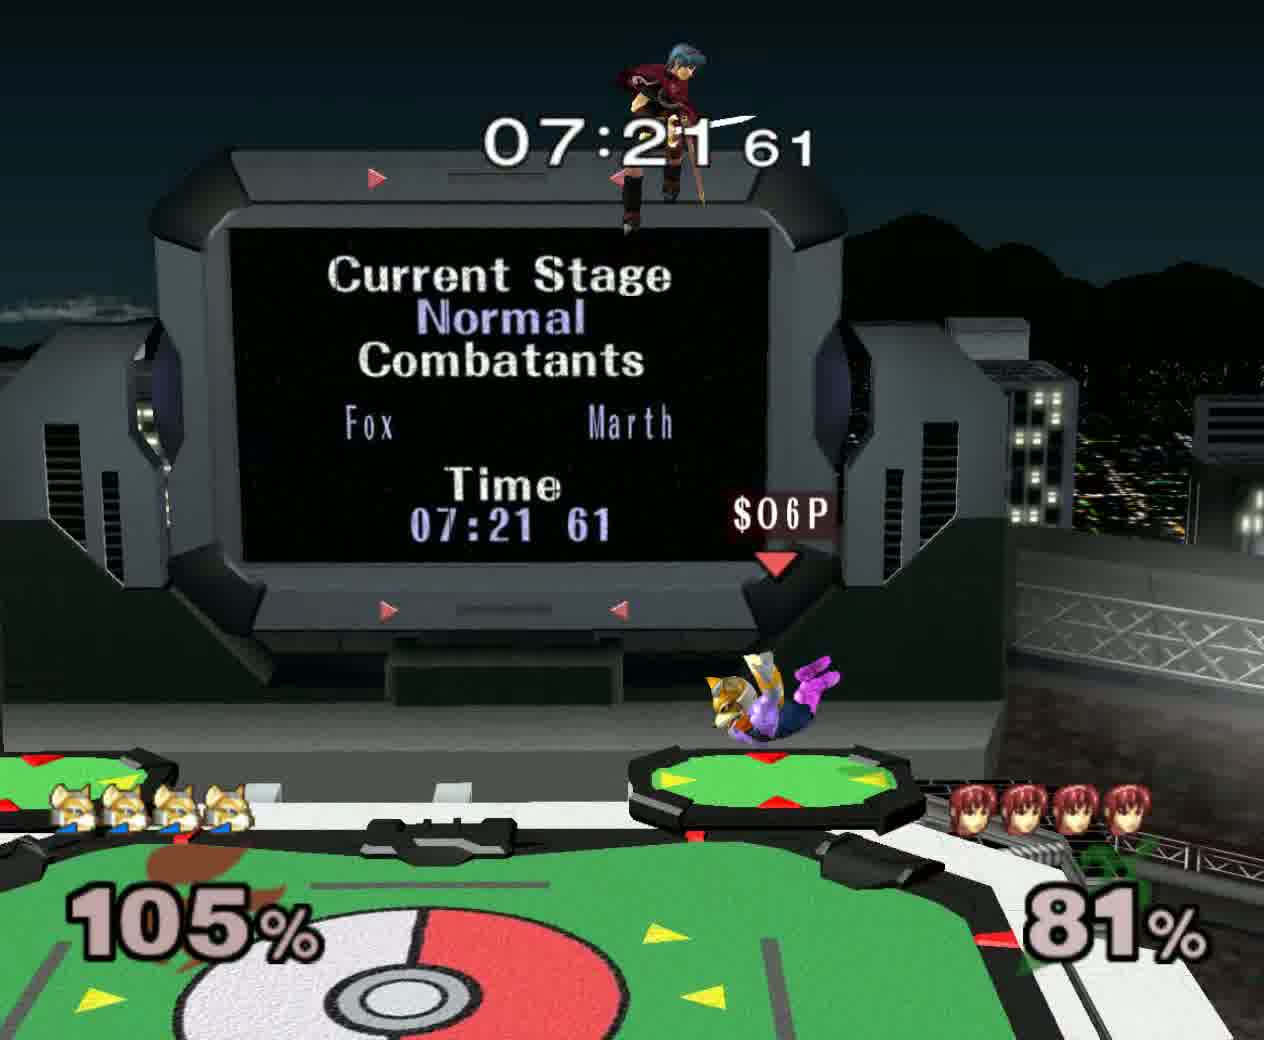 07:21 61
Current Stage
Normal
Combatants
Fox Marth
Time
07:21 61
$06P
105%
81%